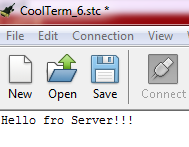 CoolTerm_6.stc *
File Edit Connection View
New Open Save Connect
Hello fro Server!!!